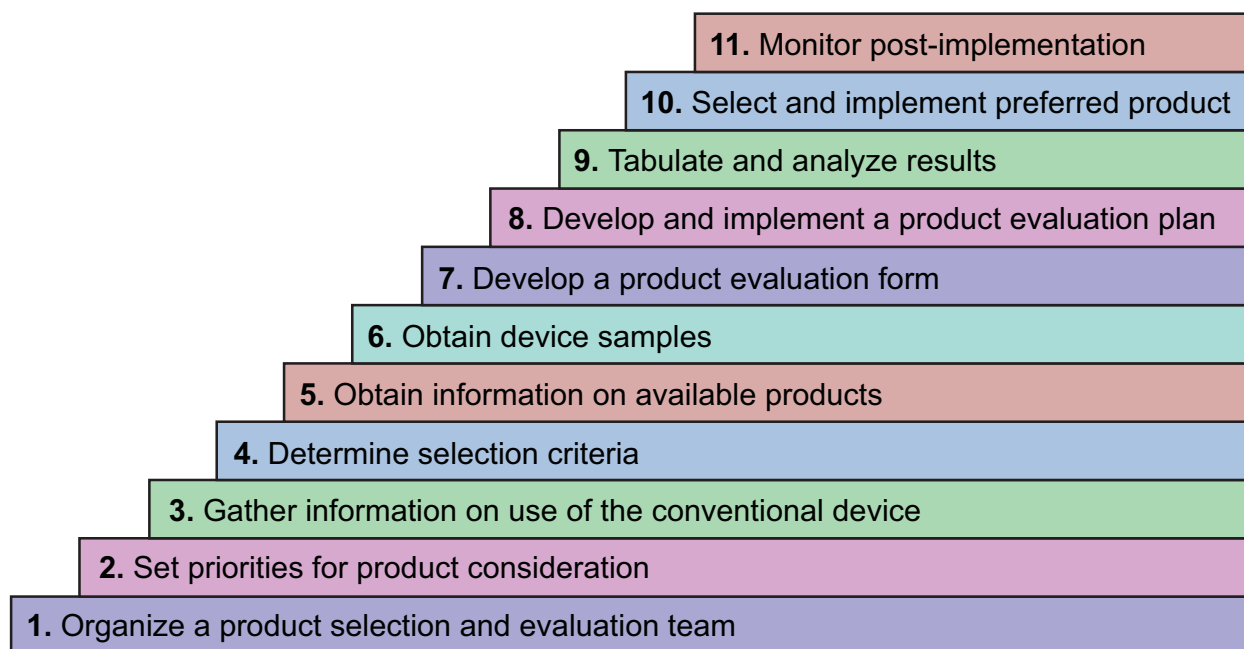 11. Monitor post-implementation
10. Select and implement preferred product
9. Tabulate and analyze results
8. Develop and implement a product evaluation plan
7. Develop a product evaluation form
6. Obtain device samples
5. Obtain information on available products
4. Determine selection criteria
3. Gather information on use of the conventional device
2. Set priorities for product consideration
1. Organize a product selection and evaluation team